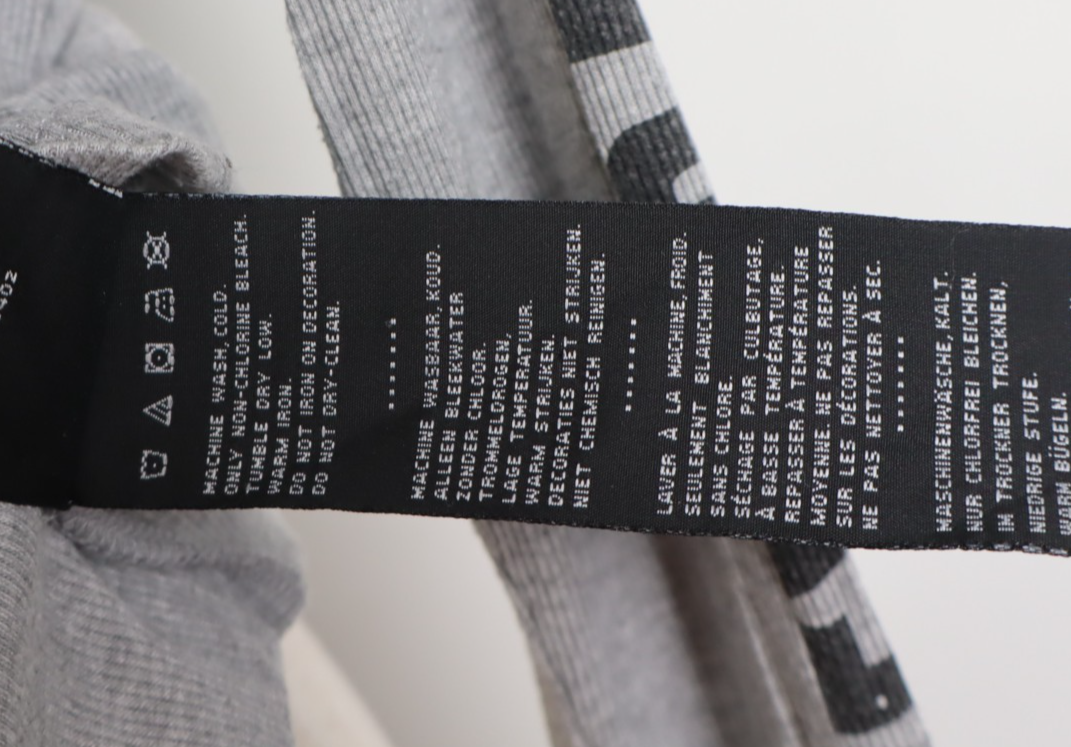 402
MACHINE WASH, COLD.
ONLY NON-CHLORINE BLEACH.
TUMBLE DRY LOW.
WARM IRON.
DO NOT IRON ON DECORATION.
DO NOT DRY-CLEAN
.......
MACHINE WASBAAR, KOUD.
ALLEEN BLEEKWATER
ZONDER CHLOOR.
TROMMELDROGEN,
LAGE TEMPERATUUR.
WARM STRIJKEN.
DECORATIES NIET STRIJKEN.
NIET CHEMISCH REINIGEN.
.......
LAVER À LA MACHINE, FROID.
SEULEMENT BLANCHIMENT
SANS CHLORE.
SÉCHAGE PAR CULBUTAGE,
À BASSE TEMPÉRATURE.
REPASSER À TEMPÉRATURE
MOYENNE. NE PAS REPASSER
SUR LES DÉCORATIONS.
NE PAS NETTOYER À SEC.
.......
MASCHINENWÄSCHE, KALT.
NUR CHLORFREI BLEICHEN.
IM TROCKNER TROCKNEN,
NIEDRIGE STUFE.
WARM BÜGELN.